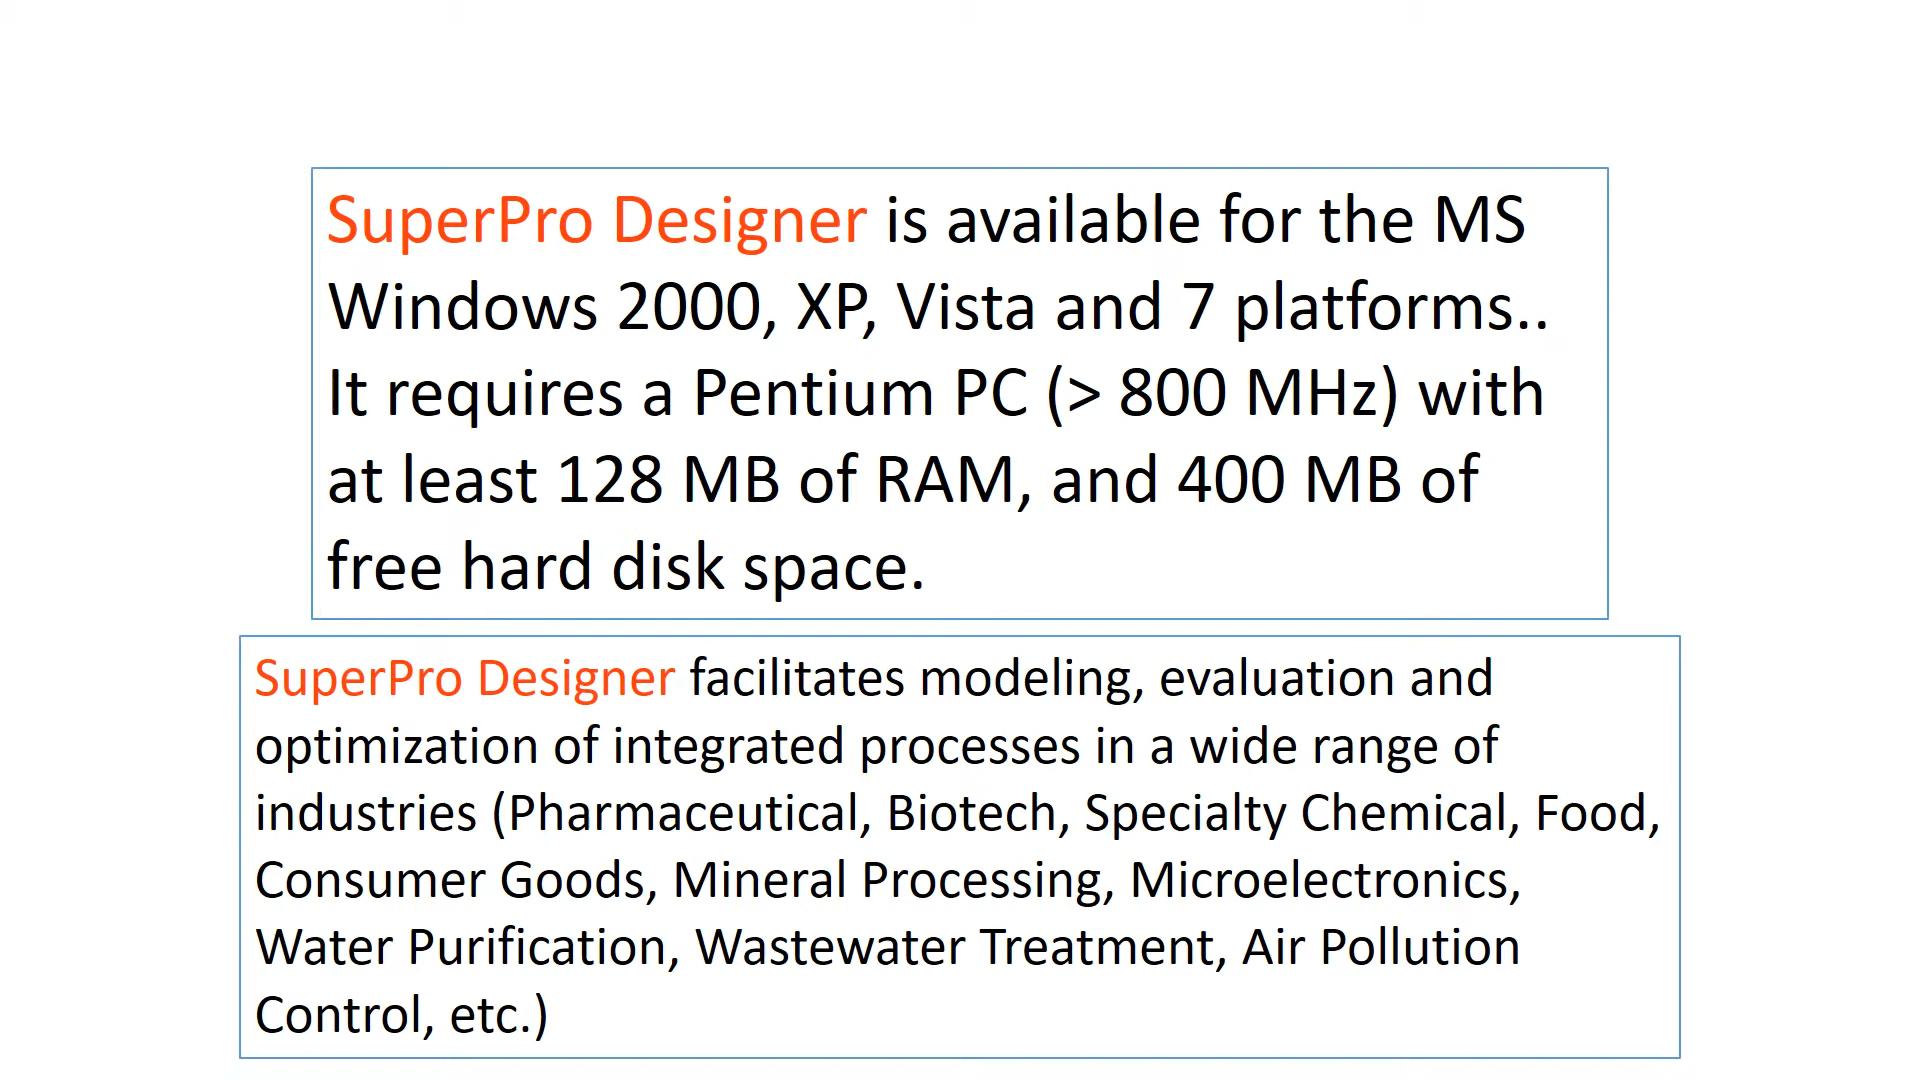 SuperPro Designer is available for the MS
Windows 2000, XP, Vista and 7 platforms..
It requires a Pentium PC (> 800 MHz) with
at least 128 MB of RAM, and 400 MB of
free hard disk space.
SuperPro Designer facilitates modeling, evaluation and
optimization of integrated processes in a wide range of
industries (Pharmaceutical, Biotech, Specialty Chemical, Food,
Consumer Goods, Mineral Processing, Microelectronics,
Water Purification, Wastewater Treatment, Air Pollution
Control, etc.)